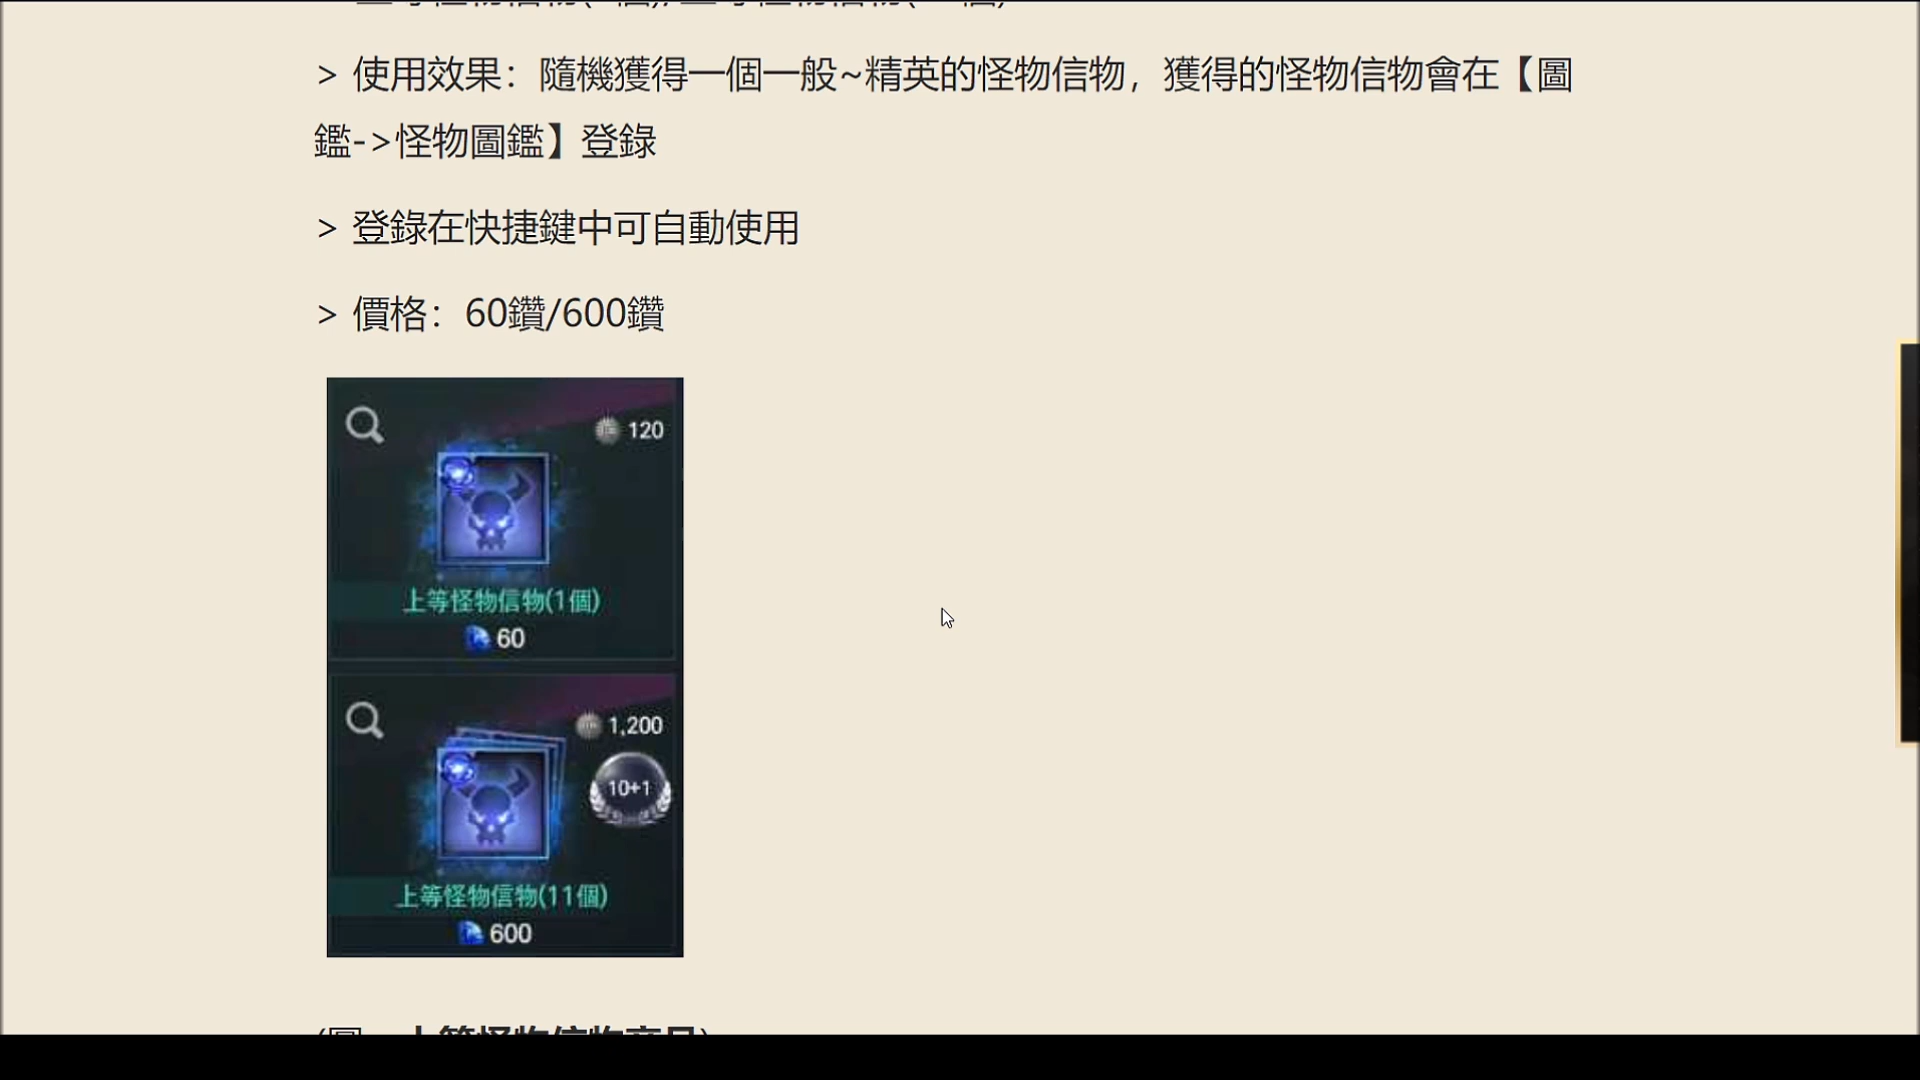 > 使用效果：隨機獲得一個一般~精英的怪物信物，獲得的怪物信物會在【圖
鑑->怪物圖鑑】登錄
> 登錄在快捷鍵中可自動使用
> 價格：60鑽/600鑽
120
上等怪物信物(1個)
60
1,200
10+1
上等怪物信物(11個)
600